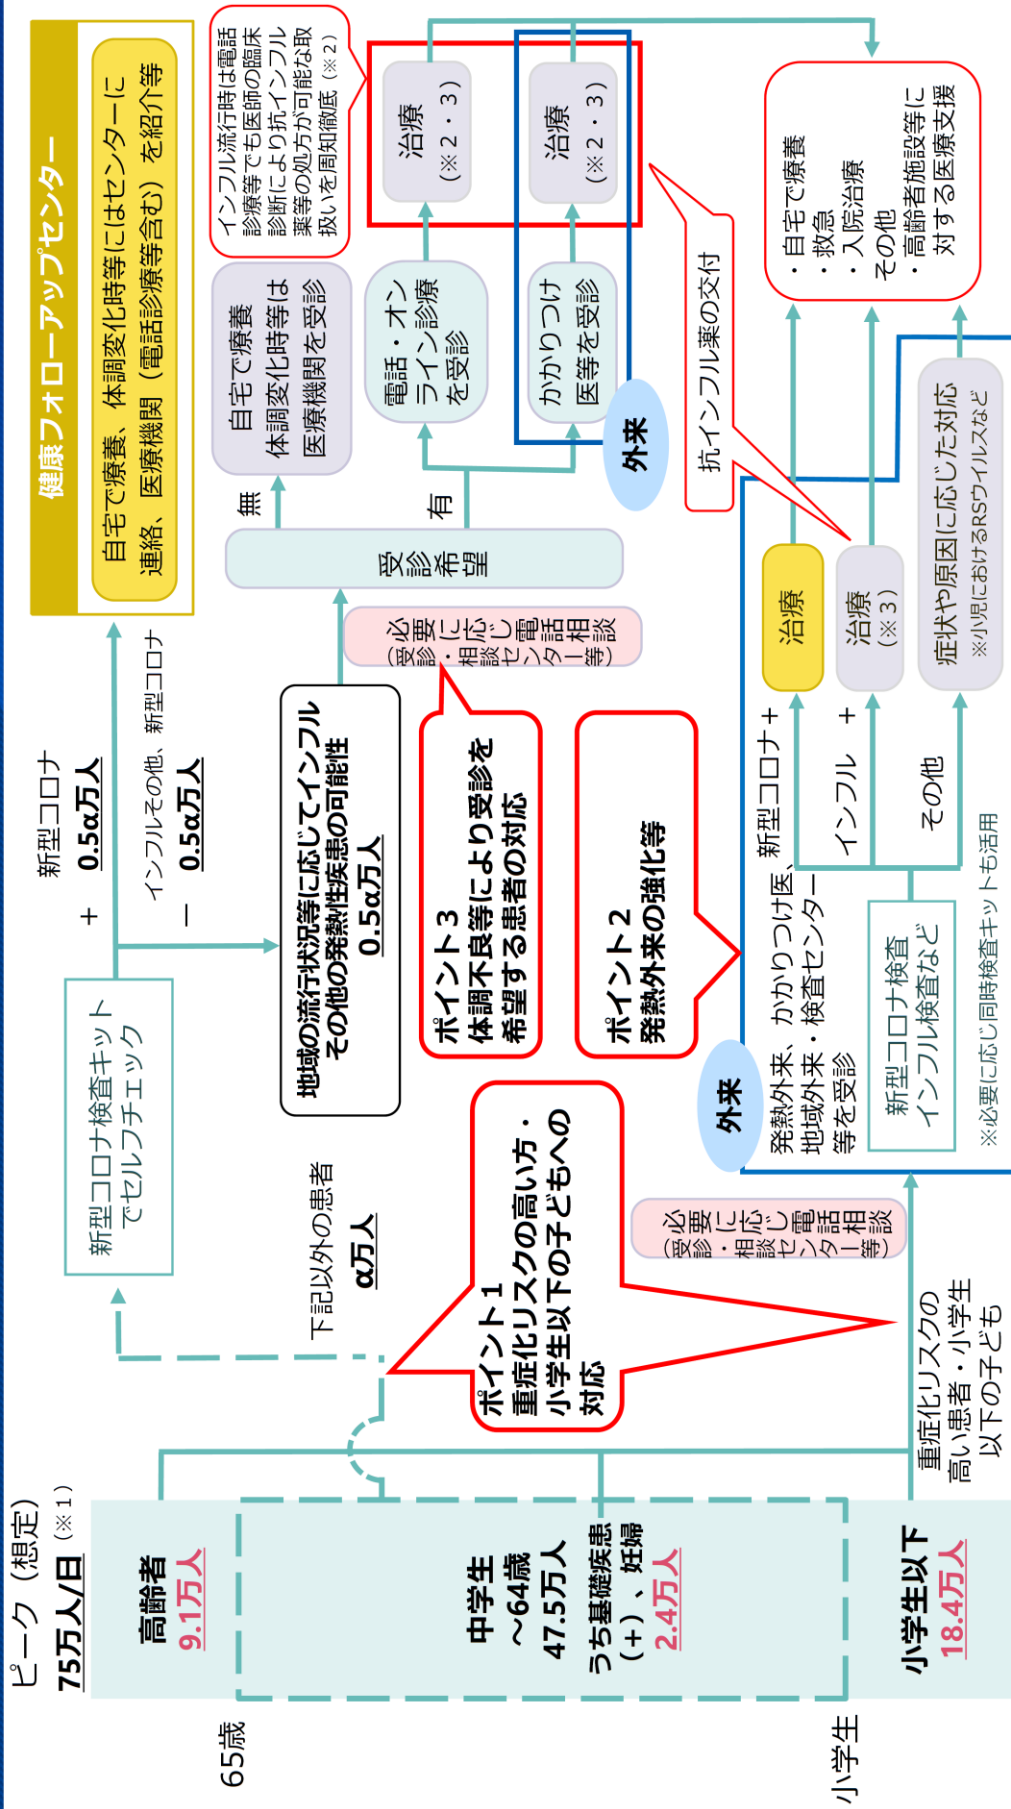 ピーク（想定）
75万人/日（※１）
65歳
高齢者
9.1万人
中学生
～64歳
47.5万人
うち基礎疾患
（+）、妊婦
2.4万人
小学生
小学生以下
18.4万人
下記以外の患者
α万人
新型コロナ検査キット
でセルフチェック
新型コロナ
＋ 0.5α万人
インフルその他、新型コロナ
－ 0.5α万人
健康フォローアップセンター
自宅で療養、体調変化時等にはセンターに
連絡、医療機関（電話診療等含む）を紹介等
地域の流行状況等に応じてインフル
その他の発熱性疾患の可能性
0.5α万人
必要に応じ電話相談
（受診・相談センター等）
受診
希望
無
有
自宅で療養
体調変化時等は
医療機関を受診
電話・オン
ライン診療
を受診
かかりつけ
医等を受診
外来
インフル流行時は電話
診療等でも医師の臨床
診断により抗インフル
薬等の処方が可能な取
扱いを周知徹底（※２）
治療
（※２・３）
治療
（※２・３）
ポイント１
重症化リスクの高い方・
小学生以下の子どもへの
対応
ポイント３
体調不良等により受診を
希望する患者の対応
ポイント２
発熱外来の強化等
抗インフル薬の交付
重症化リスクの
高い患者・小学生
以下の子ども
必要に応じ電話相談
（受診・相談センター等）
外来
発熱外来、かかりつけ医、
地域外来・検査センター
等を受診
新型コロナ検査
インフル検査など
※必要に応じ同時検査キットも活用
新型コロナ＋
インフル　＋
その他
治療
治療
（※３）
症状や原因に応じた対応
※小児におけるRSウイルスなど
・自宅で療養
・救急
・入院治療
その他
・高齢者施設等に
対する医療支援